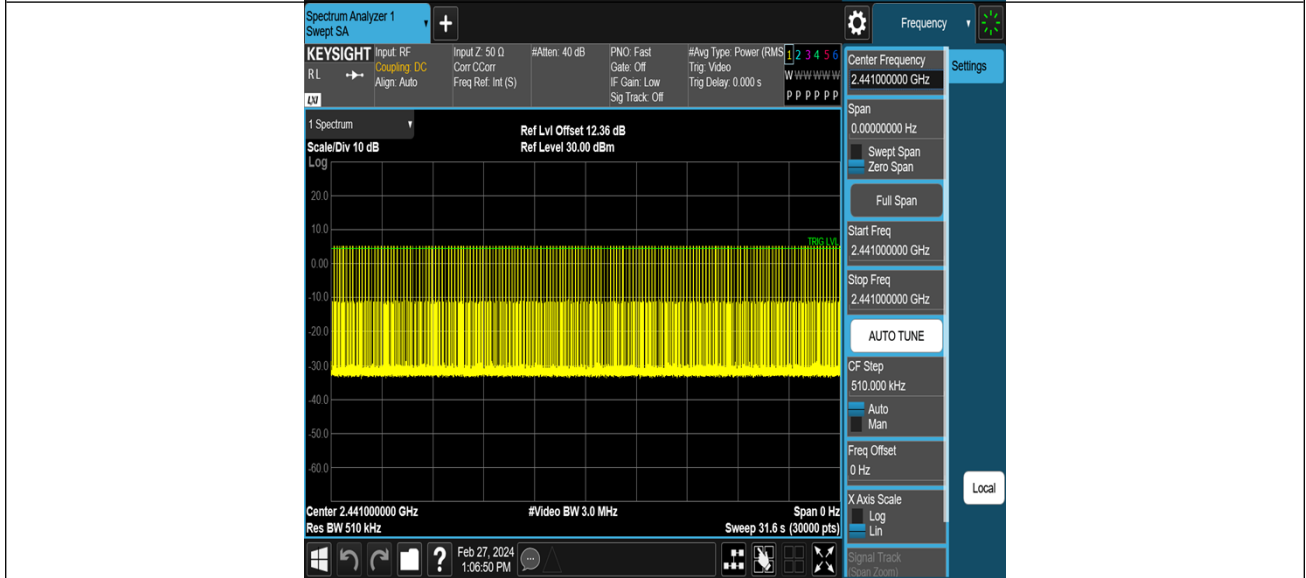 Spectrum Analyzer 1
Swept SA
+
Frequency
KEYSIGHT
RL
LXI
Input: RF
Coupling: DC
Align: Auto
Input Z: 50 Ω
Corr CCorr
Freq Ref: Int (S)
#Atten: 40 dB
PNO: Fast
Gate: Off
IF Gain: Low
Sig Track: Off
#Avg Type: Power (RMS
Trig: Video
Trig Delay: 0.000 s
1 2 3 4 5 6
W W W W W W
P P P P P P
1 Spectrum
Scale/Div 10 dB
Log
Ref Lvl Offset 12.36 dB
Ref Level 30.00 dBm
20.0
10.0
0.00
-10.0
-20.0
-30.0
-40.0
-50.0
-60.0
TRIG LVL
Center 2.441000000 GHz
Res BW 510 kHz
#Video BW 3.0 MHz
Span 0 Hz
Sweep 31.6 s (30000 pts)
?
Feb 27, 2024
1:06:50 PM
Center Frequency
2.441000000 GHz
Span
0.00000000 Hz
Swept Span
Zero Span
Full Span
Start Freq
2.441000000 GHz
Stop Freq
2.441000000 GHz
AUTO TUNE
CF Step
510.000 kHz
Auto
Man
Freq Offset
0 Hz
X Axis Scale
Log
Lin
Signal Track
(Span Zoom)
Settings
Local